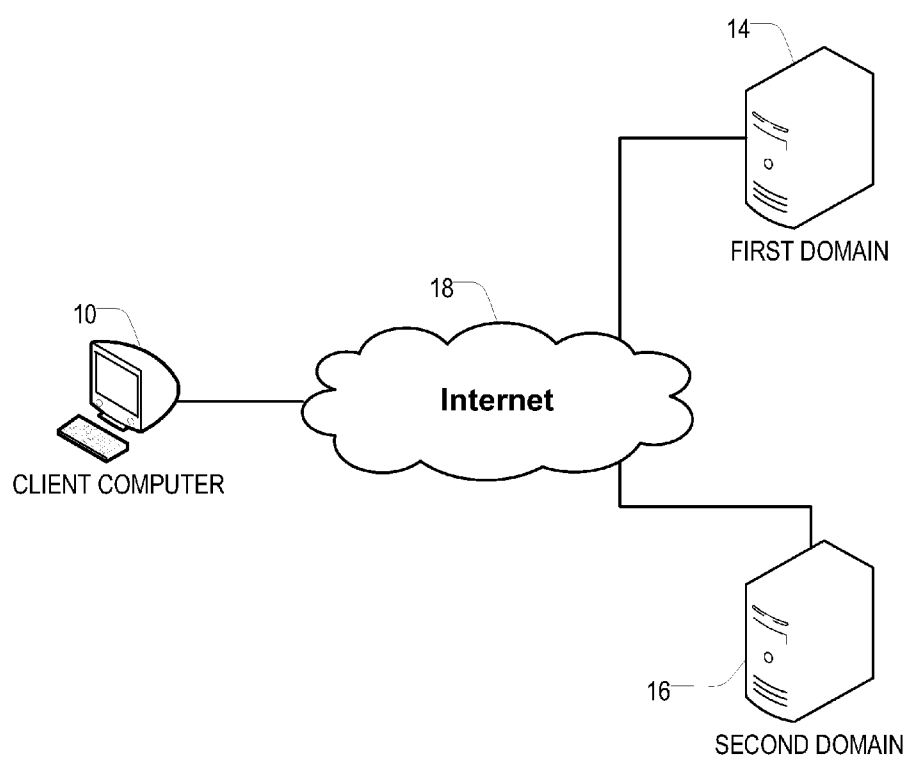 14
FIRST DOMAIN
18
10
Internet
CLIENT COMPUTER
16
SECOND DOMAIN